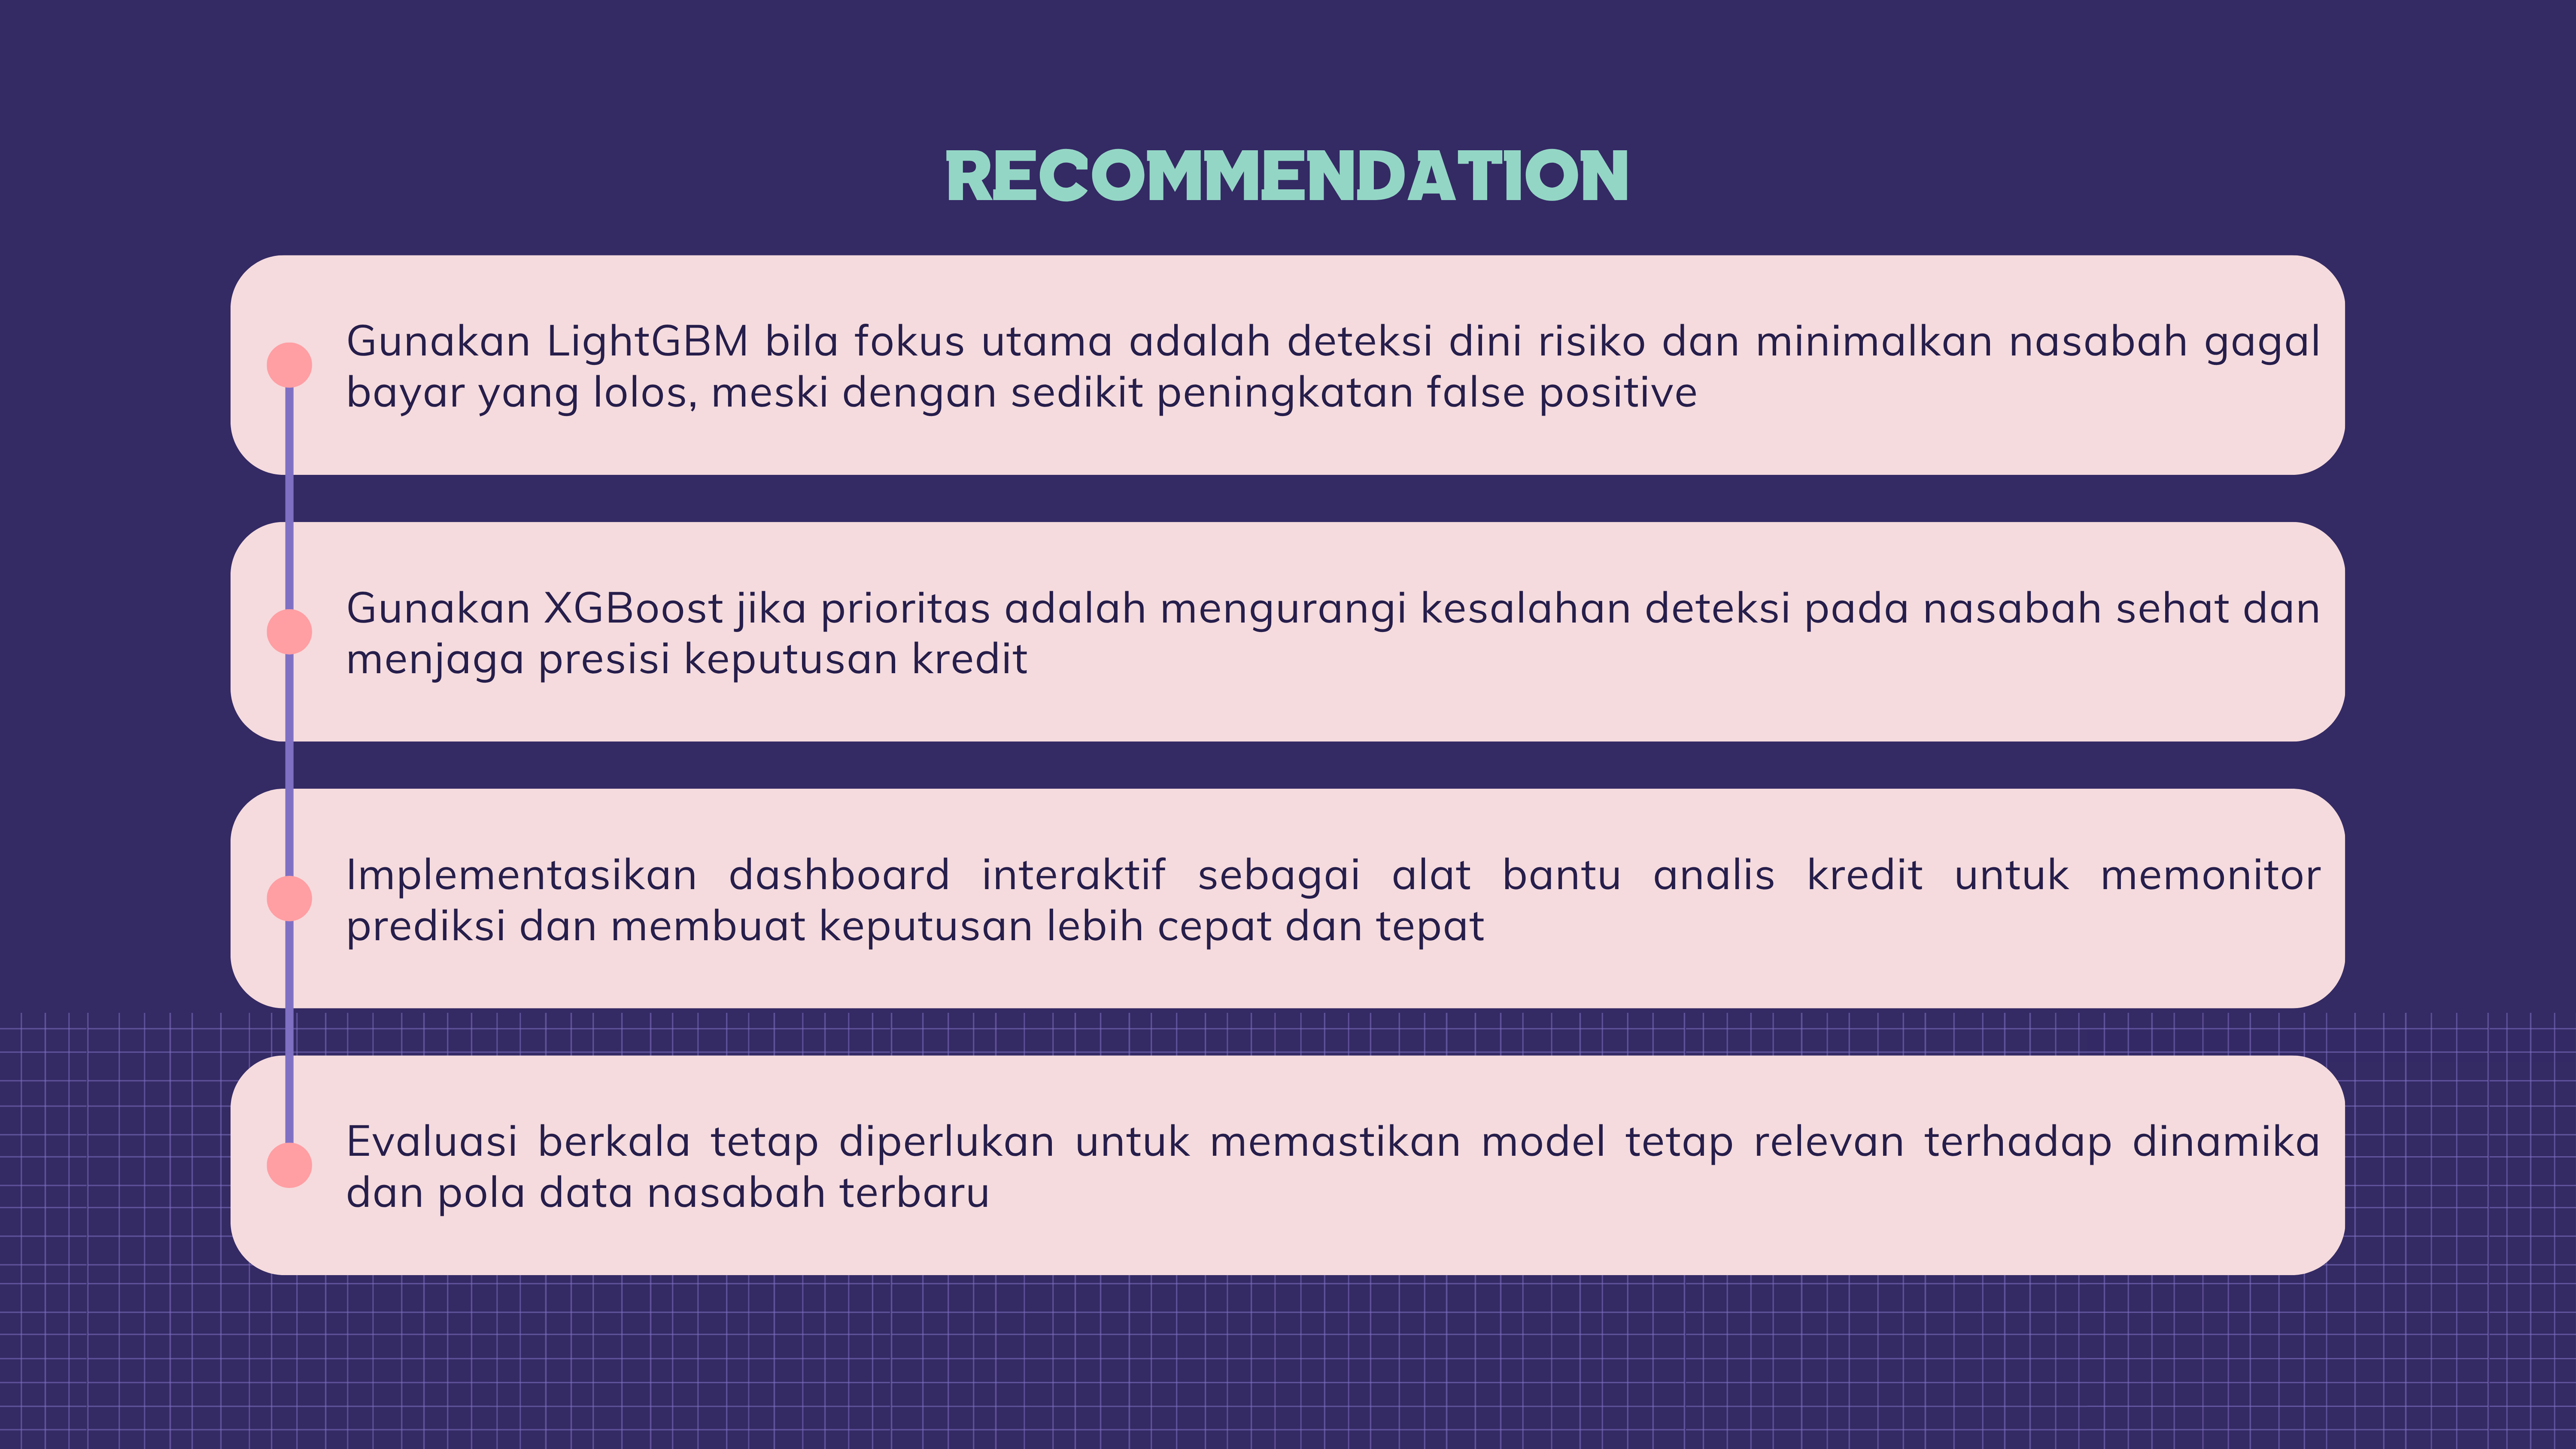 RECOMMENDATION
Gunakan LightGBM bila fokus utama adalah deteksi dini risiko dan minimalkan nasabah gagal
bayar yang lolos, meski dengan sedikit peningkatan false positive
Gunakan XGBoost jika prioritas adalah mengurangi kesalahan deteksi pada nasabah sehat dan
menjaga presisi keputusan kredit
Implementasikan dashboard interaktif sebagai alat bantu analis kredit untuk memonitor
prediksi dan membuat keputusan lebih cepat dan tepat
Evaluasi berkala tetap diperlukan untuk memastikan model tetap relevan terhadap dinamika
dan pola data nasabah terbaru